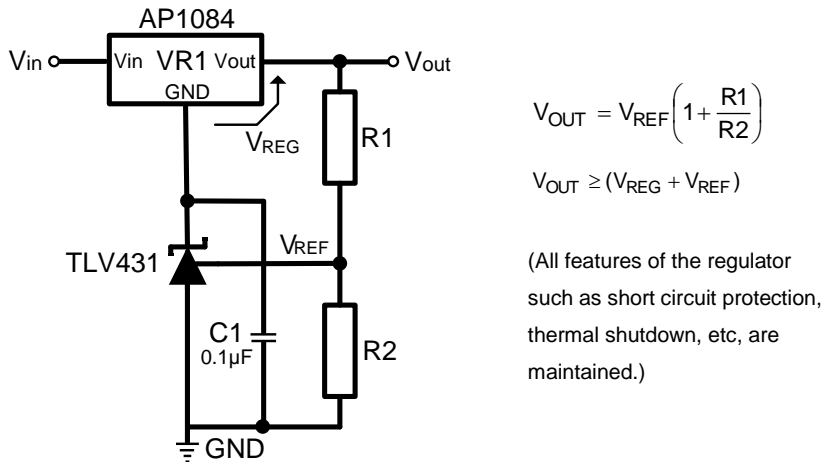 AP1084
Vin
Vin VR1 Vout
Vout
GND
VREG
R1
VREF
TLV431
C1
0.1µF
R2
GND
VOUT = VREF(1 + R1/R2)
VOUT ≥ (VREG + VREF)
(All features of the regulator
such as short circuit protection,
thermal shutdown, etc, are
maintained.)